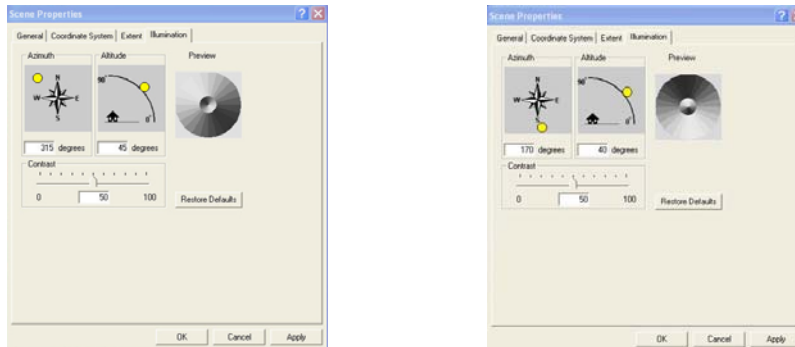 Scene Properties
General Coordinate System Extent Illumination
Azimuth Altitude Preview
N
W E
S
90°
0°
315 degrees 45 degrees
Contrast
0 50 100
Restore Defaults
OK Cancel Apply
Scene Properties
General Coordinate System Extent Illumination
Azimuth Altitude Preview
N
W E
S
90°
0°
170 degrees 40 degrees
Contrast
0 50 100
Restore Defaults
OK Cancel Apply